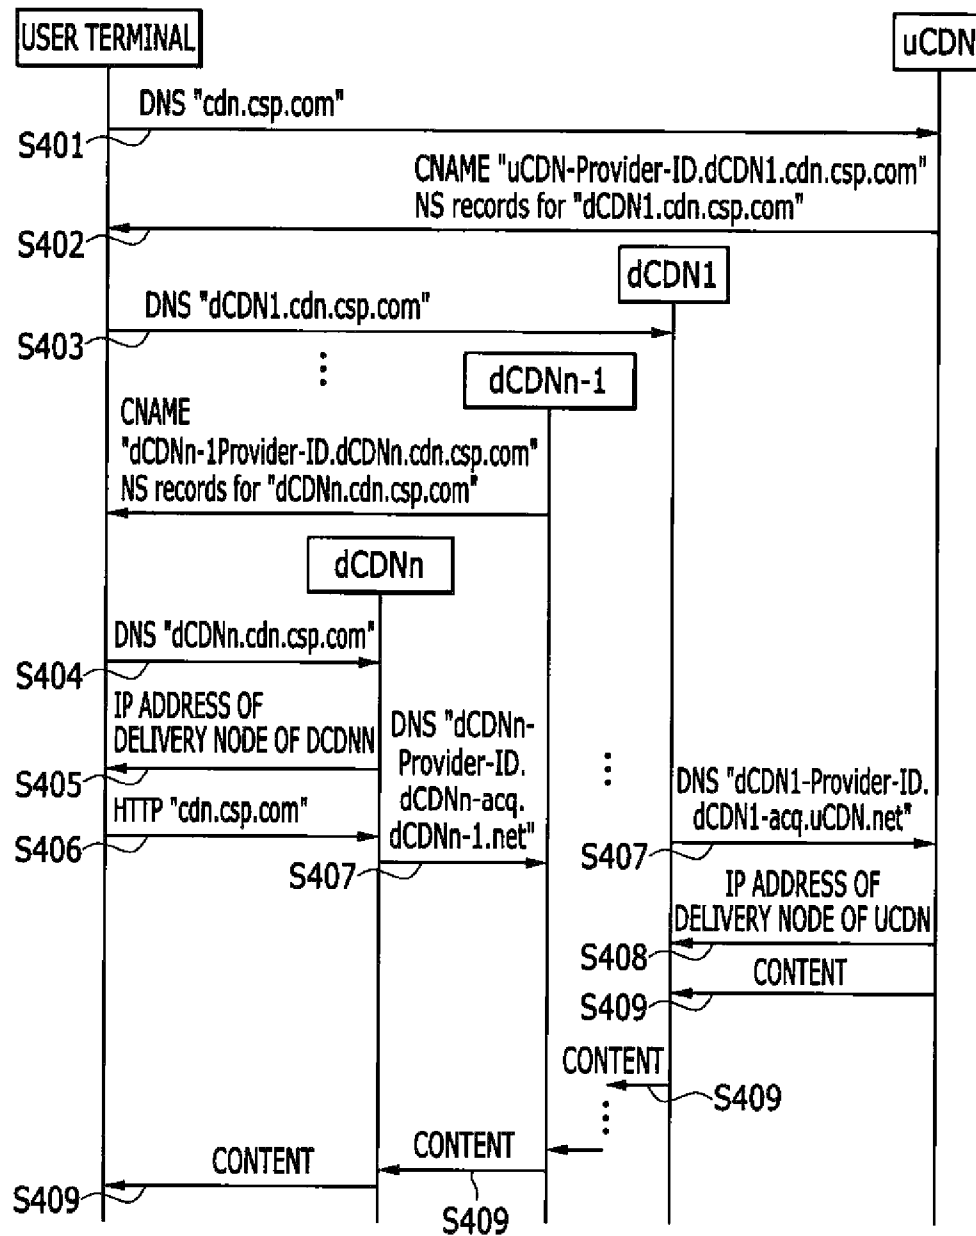 USER TERMINAL
uCDN
DNS "cdn.csp.com"
S401
CNAME "uCDN-Provider-ID.dCDN1.cdn.csp.com"
NS records for "dCDN1.cdn.csp.com"
S402
dCDN1
DNS "dCDN1.cdn.csp.com"
S403
dCDNn-1
CNAME
"dCDNn-1Provider-ID.dCDNn.cdn.csp.com"
NS records for "dCDNn.cdn.csp.com"
dCDNn
DNS "dCDNn.cdn.csp.com"
S404
IP ADDRESS OF
DELIVERY NODE OF DCDNN
S405
HTTP "cdn.csp.com"
S406
DNS "dCDNn-
Provider-ID.
dCDNn-acq.
dCDNn-1.net"
S407
DNS "dCDN1-Provider-ID.
dCDN1-acq.uCDN.net"
S407
IP ADDRESS OF
DELIVERY NODE OF UCDN
S408
CONTENT
S409
CONTENT
S409
CONTENT
S409
CONTENT
S409